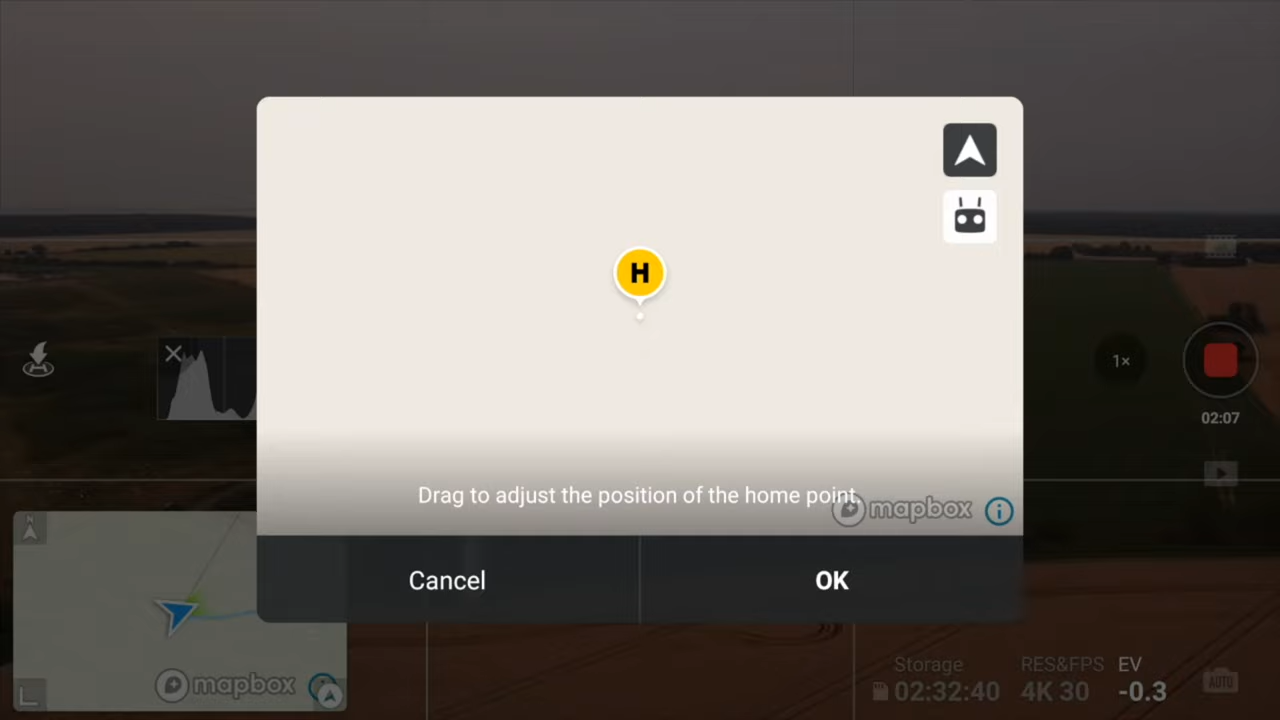 H
1×
02:07
Drag to adjust the position of the home point.
mapbox
Cancel
OK
N
mapbox
Storage
RES&FPS
EV
02:32:40
4K 30
-0.3
AUTO